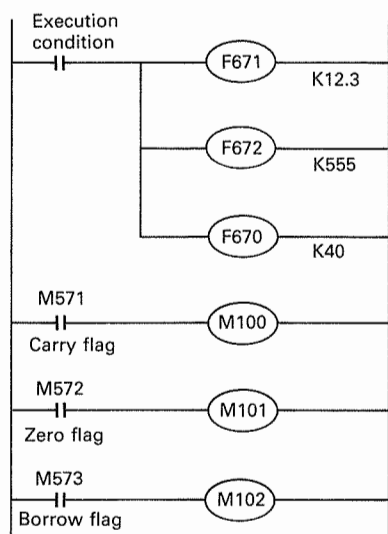 Execution
condition
F671
K12.3
F672
K555
F670
K40
M571
M100
Carry flag
M572
M101
Zero flag
M573
M102
Borrow flag